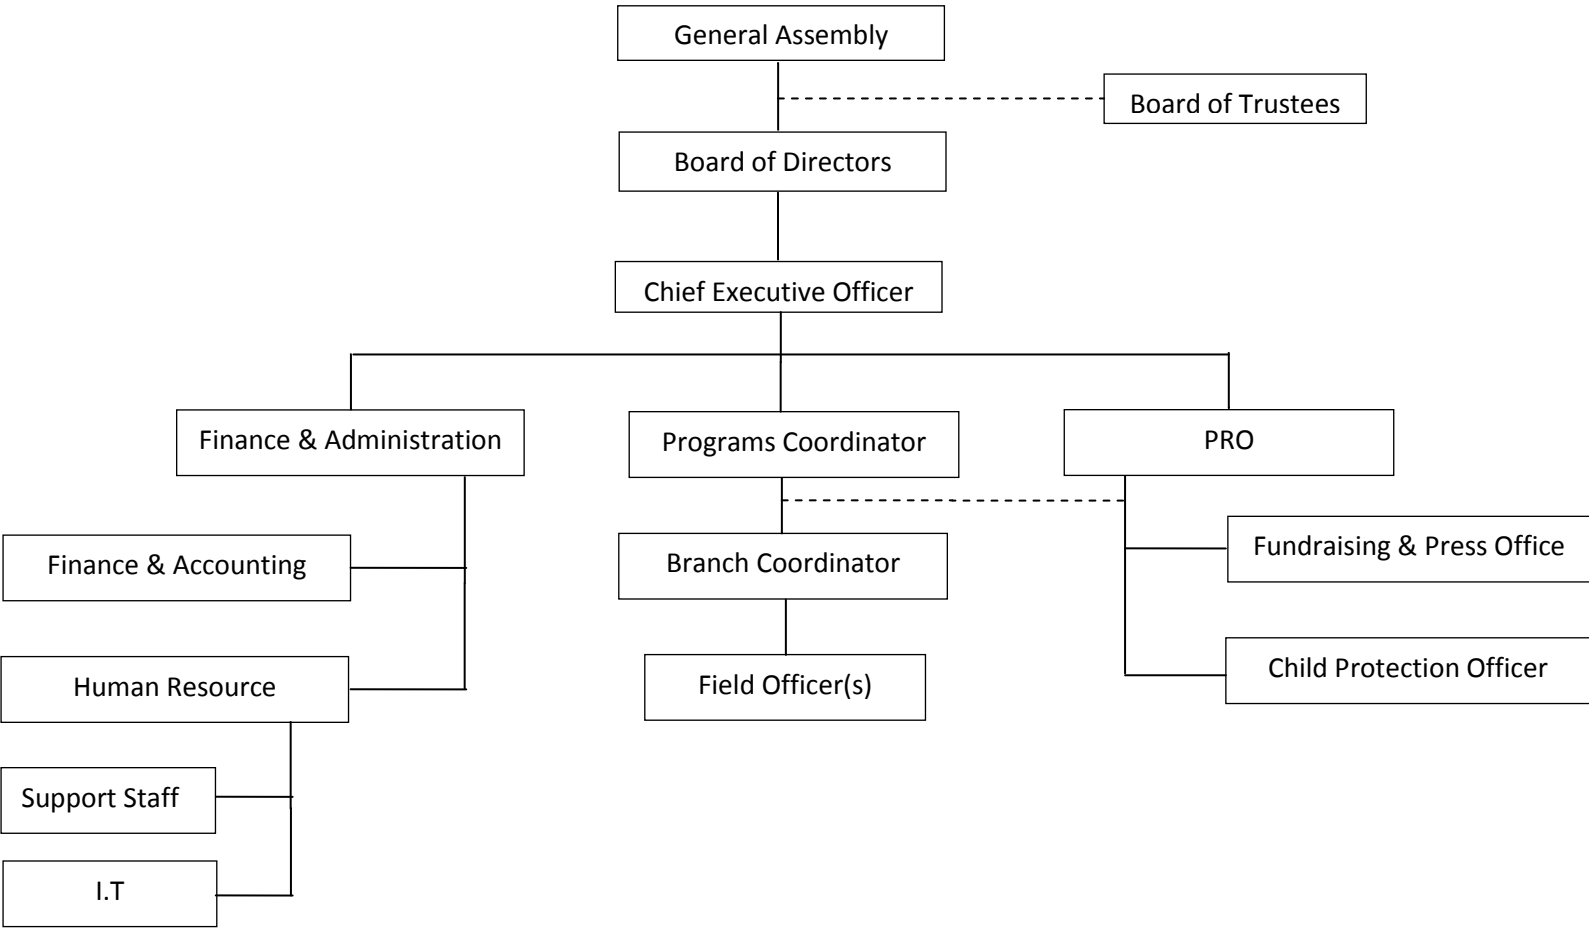 General Assembly
Board of Trustees
Board of Directors
Chief Executive Officer
Finance & Administration
Programs Coordinator
PRO
Finance & Accounting
Branch Coordinator
Fundraising & Press Office
Human Resource
Field Officer(s)
Child Protection Officer
Support Staff
I.T